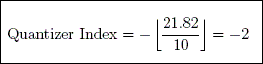 Quantizer Index = − ⌊21.82/10⌋ = −2